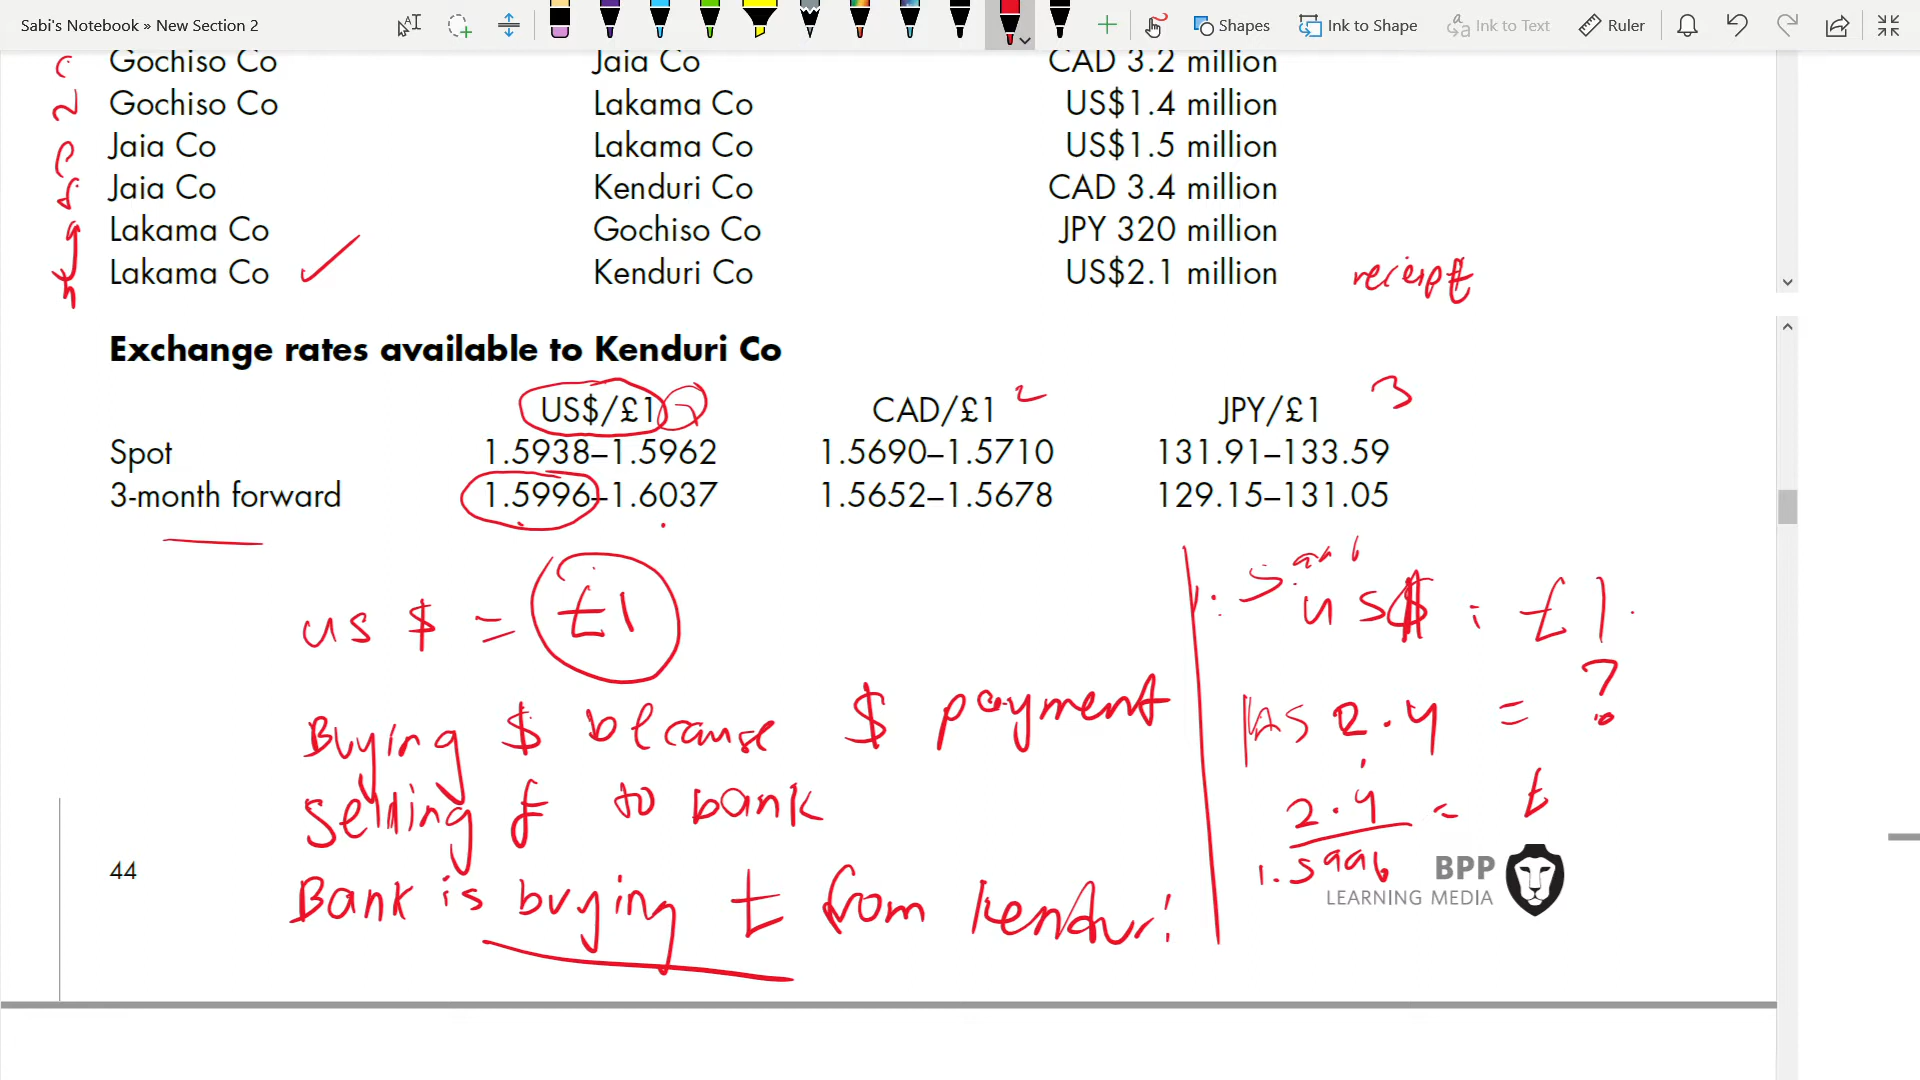 Sabi's Notebook » New Section 2
Shapes Ink to Shape Ink to Text Ruler
Gochiso Co Jaia Co CAD 3.2 million
Gochiso Co Lakama Co US$1.4 million
Jaia Co Lakama Co US$1.5 million
Jaia Co Kenduri Co CAD 3.4 million
Lakama Co Gochiso Co JPY 320 million
Lakama Co Kenduri Co US$2.1 million reciept
Exchange rates available to Kenduri Co
US$/£1 CAD/£1 2 JPY/£1 3
Spot 1.5938–1.5962 1.5690–1.5710 131.91–133.59
3-month forward 1.5996–1.6037 1.5652–1.5678 129.15–131.05
us $ = £1
Buying $ because $ payment
Selling £ to bank
Bank is buying £ from Kenduri
1.5996
us$ : £1
us 2.4 = ?
2.4 = £
1.5996
44
BPP
LEARNING MEDIA